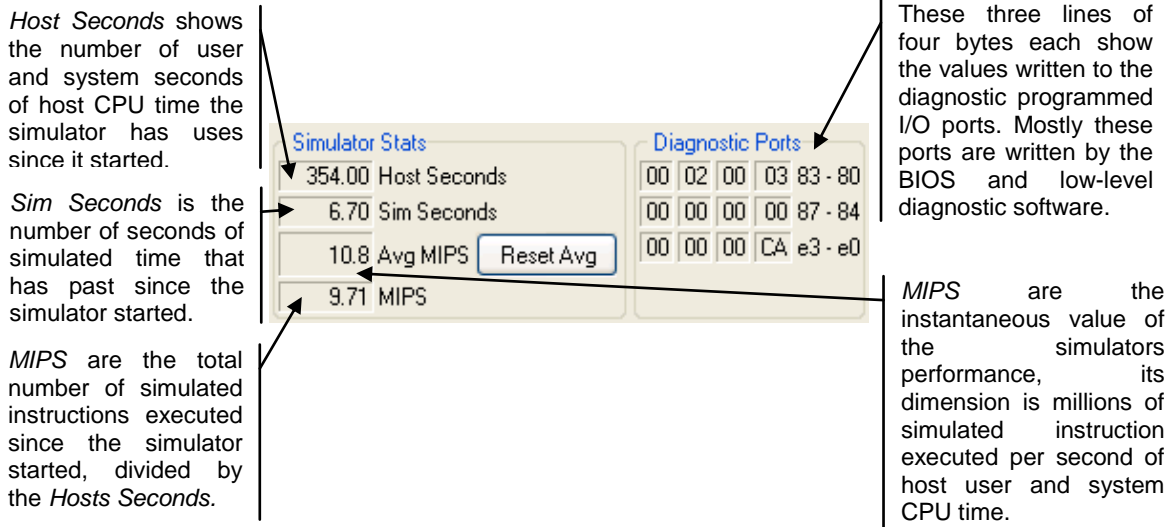 Host Seconds shows
the number of user
and system seconds
of host CPU time the
simulator has uses
since it started.
Sim Seconds is the
number of seconds of
simulated time that
has past since the
simulator started.
MIPS are the total
number of simulated
instructions executed
since the simulator
started, divided by
the Hosts Seconds.
Simulator Stats
354.00 Host Seconds
6.70 Sim Seconds
10.8 Avg MIPS Reset Avg
9.71 MIPS
Diagnostic Ports
00 02 00 03 83 - 80
00 00 00 00 87 - 84
00 00 00 CA e3 - e0
These three lines of
four bytes each show
the values written to the
diagnostic programmed
I/O ports. Mostly these
ports are written by the
BIOS and low-level
diagnostic software.
MIPS are the
instantaneous value of
the simulators
performance, its
dimension is millions of
simulated instruction
executed per second of
host user and system
CPU time.